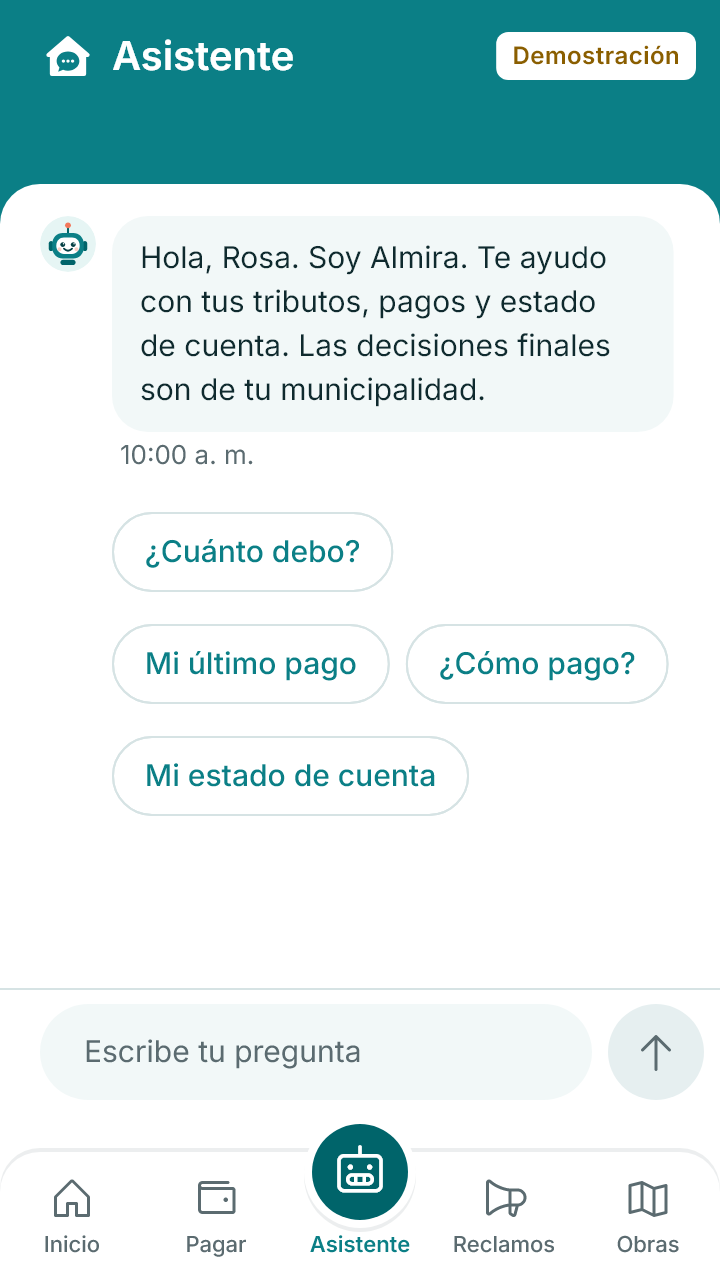 Asistente
Demostración
Hola, Rosa. Soy Almira. Te ayudo
con tus tributos, pagos y estado
de cuenta. Las decisiones finales
son de tu municipalidad.
10:00 a. m.
¿Cuánto debo?
Mi último pago
¿Cómo pago?
Mi estado de cuenta
Escribe tu pregunta
Inicio
Pagar
Asistente
Reclamos
Obras